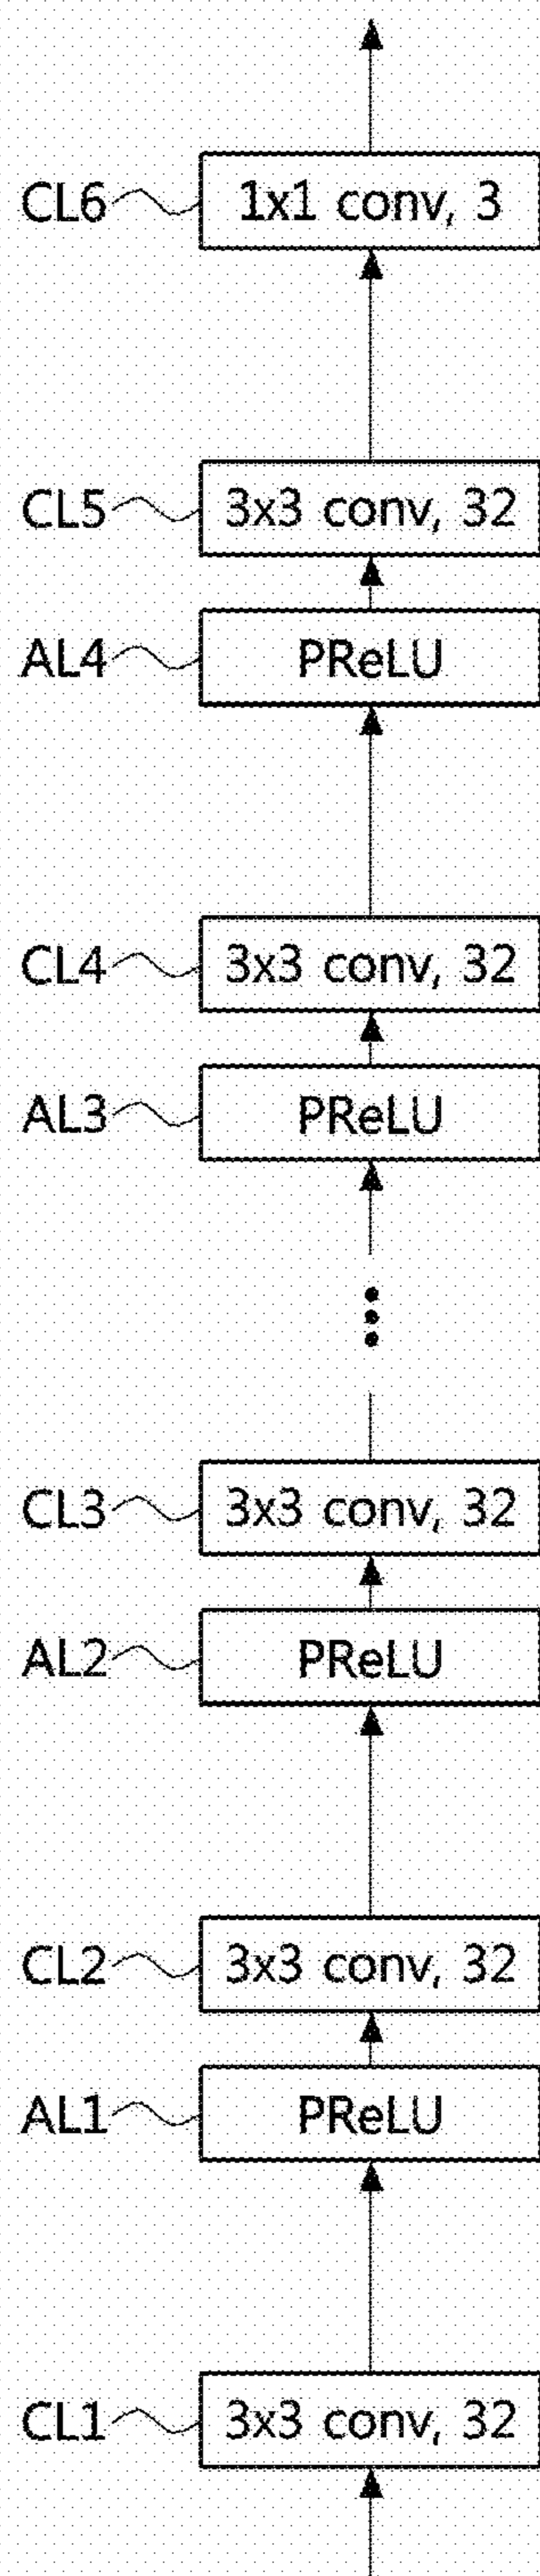 CL6 1x1 conv, 3
CL5 3x3 conv, 32
AL4 PReLU
CL4 3x3 conv, 32
AL3 PReLU
CL3 3x3 conv, 32
AL2 PReLU
CL2 3x3 conv, 32
AL1 PReLU
CL1 3x3 conv, 32